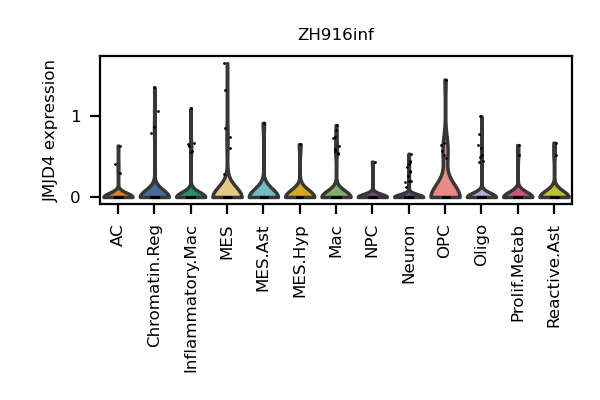 ZH916inf
JMJD4 expression
1
0
AC
Chromatin.Reg
Inflammatory.Mac
MES
MES.Ast
MES.Hyp
Mac
NPC
Neuron
OPC
Oligo
Prolif.Metab
Reactive.Ast